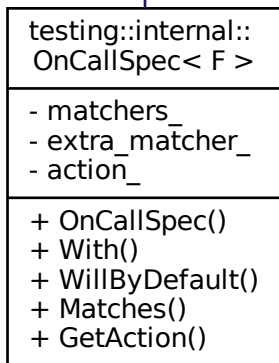 testing::internal::
OnCallSpec< F >
- matchers_
- extra_matcher_
- action_
+ OnCallSpec()
+ With()
+ WillByDefault()
+ Matches()
+ GetAction()